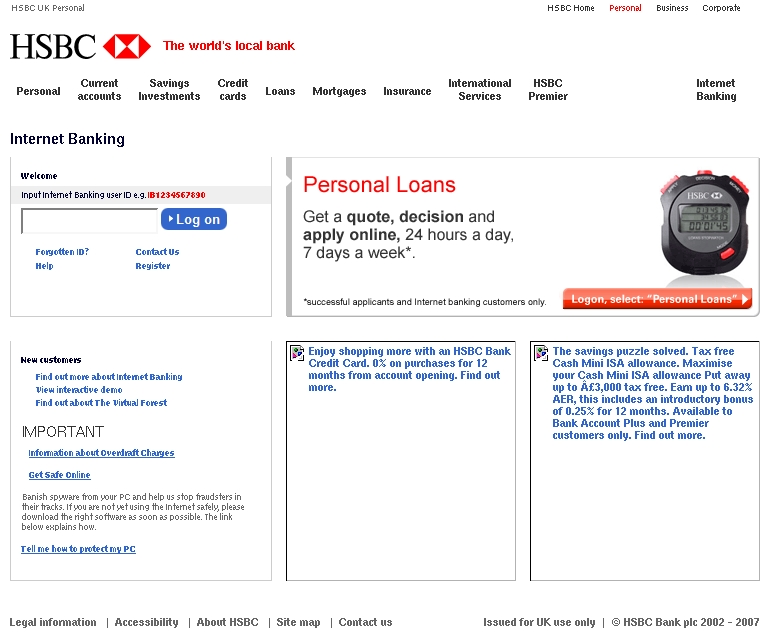 HSBC UK Personal
HSBC Home Personal Business Corporate
HSBC The world's local bank
Personal
Current accounts
Savings Investments
Credit cards
Loans
Mortgages
Insurance
International Services
HSBC Premier
Internet Banking
Internet Banking
Welcome
Input Internet Banking user ID e.g. IB1234567890
Log on
Forgotten ID? Contact Us
Help Register
Personal Loans
Get a quote, decision and
apply online, 24 hours a day,
7 days a week*.
*successful applicants and Internet banking customers only.
Logon, select: "Personal Loans"
HSBC
New customers
Find out more about Internet Banking
View interactive demo
Find out about The Virtual Forest
IMPORTANT
Information about Overdraft Charges
Get Safe Online
Banish spyware from your PC and help us stop fraudsters in
their tracks. If you are not yet using the Internet safely, please
download the right software as soon as possible. The link
below explains how.
Tell me how to protect my PC
Enjoy shopping more with an HSBC Bank
Credit Card. 0% on purchases for 12
months from account opening. Find out
more.
The savings puzzle solved. Tax free
Cash Mini ISA allowance. Maximise
your Cash Mini ISA allowance Put away
up to Â£3,000 tax free. Earn up to 6.32%
AER, this includes an introductory bonus
of 0.25% for 12 months. Available to
Bank Account Plus and Premier
customers only. Find out more.
Legal information | Accessibility | About HSBC | Site map | Contact us
Issued for UK use only | © HSBC Bank plc 2002 - 2007